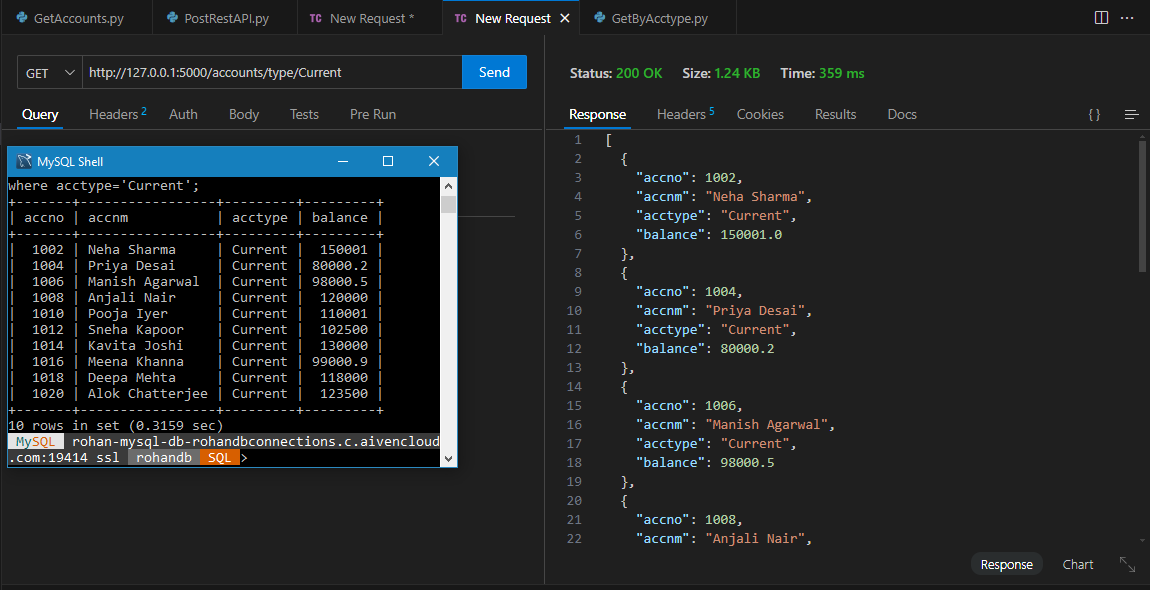 GetAccounts.py PostRestAPI.py TC New Request * TC New Request GetByAcctype.py
GET http://127.0.0.1:5000/accounts/type/Current Send
Query Headers 2 Auth Body Tests Pre Run
MySQL Shell
where acctype='Current';
+-------+------------------+---------+---------+
| accno | accnm            | acctype | balance |
+-------+------------------+---------+---------+
|  1002 | Neha Sharma      | Current |  150001 |
|  1004 | Priya Desai      | Current | 80000.2 |
|  1006 | Manish Agarwal   | Current | 98000.5 |
|  1008 | Anjali Nair      | Current |  120000 |
|  1010 | Pooja Iyer       | Current |  110001 |
|  1012 | Sneha Kapoor     | Current |  102500 |
|  1014 | Kavita Joshi     | Current |  130000 |
|  1016 | Meena Khanna     | Current | 99000.9 |
|  1018 | Deepa Mehta      | Current |  118000 |
|  1020 | Alok Chatterjee  | Current |  123500 |
+-------+------------------+---------+---------+
10 rows in set (0.3159 sec)
MySQL rohan-mysql-db-rohandbconnections.c.aivencloud
.com:19414 ssl rohandb SQL >
Status: 200 OK Size: 1.24 KB Time: 359 ms
Response Headers 5 Cookies Results Docs { }
1 [
2 {
3 "accno": 1002,
4 "accnm": "Neha Sharma",
5 "acctype": "Current",
6 "balance": 150001.0
7 },
8 {
9 "accno": 1004,
10 "accnm": "Priya Desai",
11 "acctype": "Current",
12 "balance": 80000.2
13 },
14 {
15 "accno": 1006,
16 "accnm": "Manish Agarwal",
17 "acctype": "Current",
18 "balance": 98000.5
19 },
20 {
21 "accno": 1008,
22 "accnm": "Anjali Nair",
Response Chart